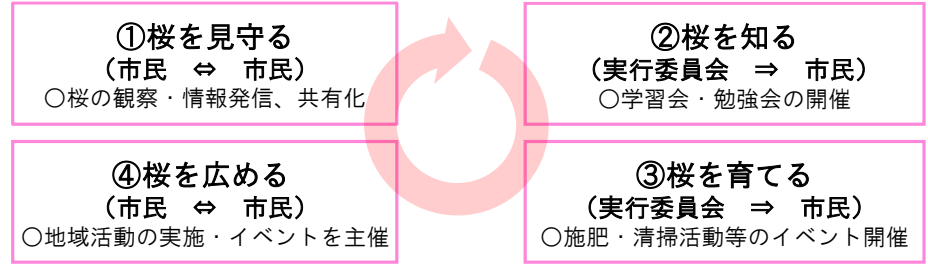 ①桜を見守る
（市民　⇔　市民）
○桜の観察・情報発信、共有化
②桜を知る
（実行委員会　⇒　市民）
○学習会・勉強会の開催
③桜を育てる
（実行委員会　⇒　市民）
○施肥・清掃活動等のイベント開催
④桜を広める
（市民　⇔　市民）
○地域活動の実施・イベントを主催